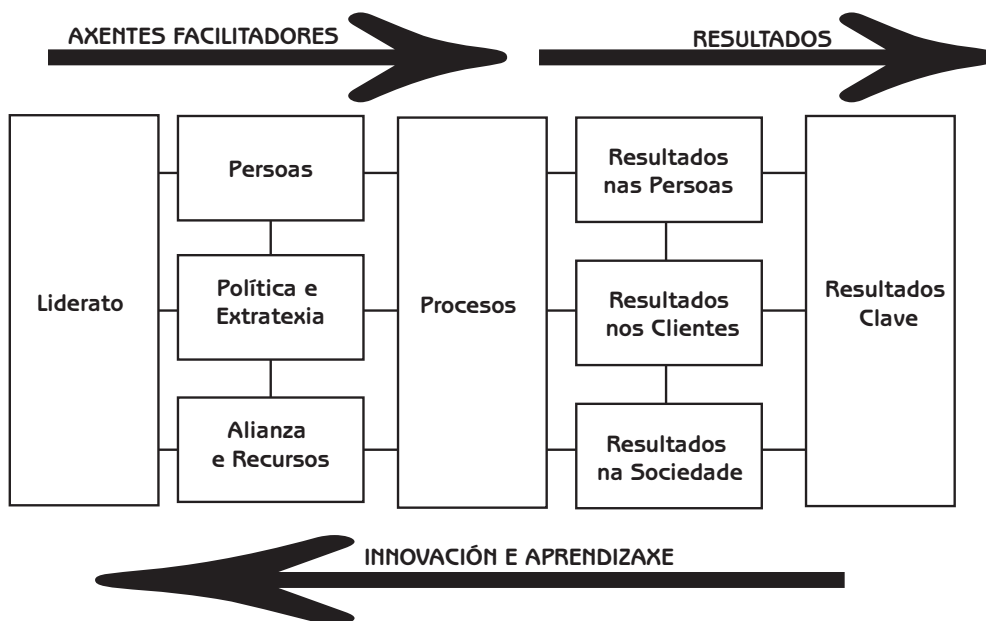 AXENTES FACILITADORES
RESULTADOS
Liderato
Persoas
Política e
Extratexia
Alianza
e Recursos
Procesos
Resultados
nas Persoas
Resultados
nos Clientes
Resultados
na Sociedade
Resultados
Clave
INNOVACIÓN E APRENDIZAXE